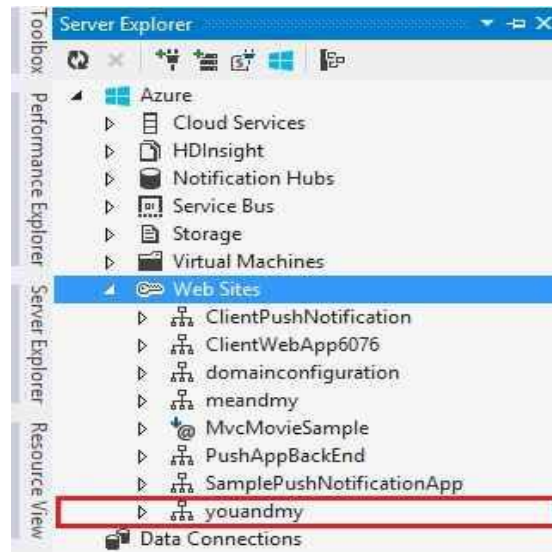 Toolbox
Performance Explorer
Server Explorer
Resource View
Server Explorer
Azure
Cloud Services
HDInsight
Notification Hubs
Service Bus
Storage
Virtual Machines
Web Sites
ClientPushNotification
ClientWebApp6076
domainconfiguration
meandmy
MvcMovieSample
PushAppBackEnd
SamplePushNotificationApp
youandmy
Data Connections